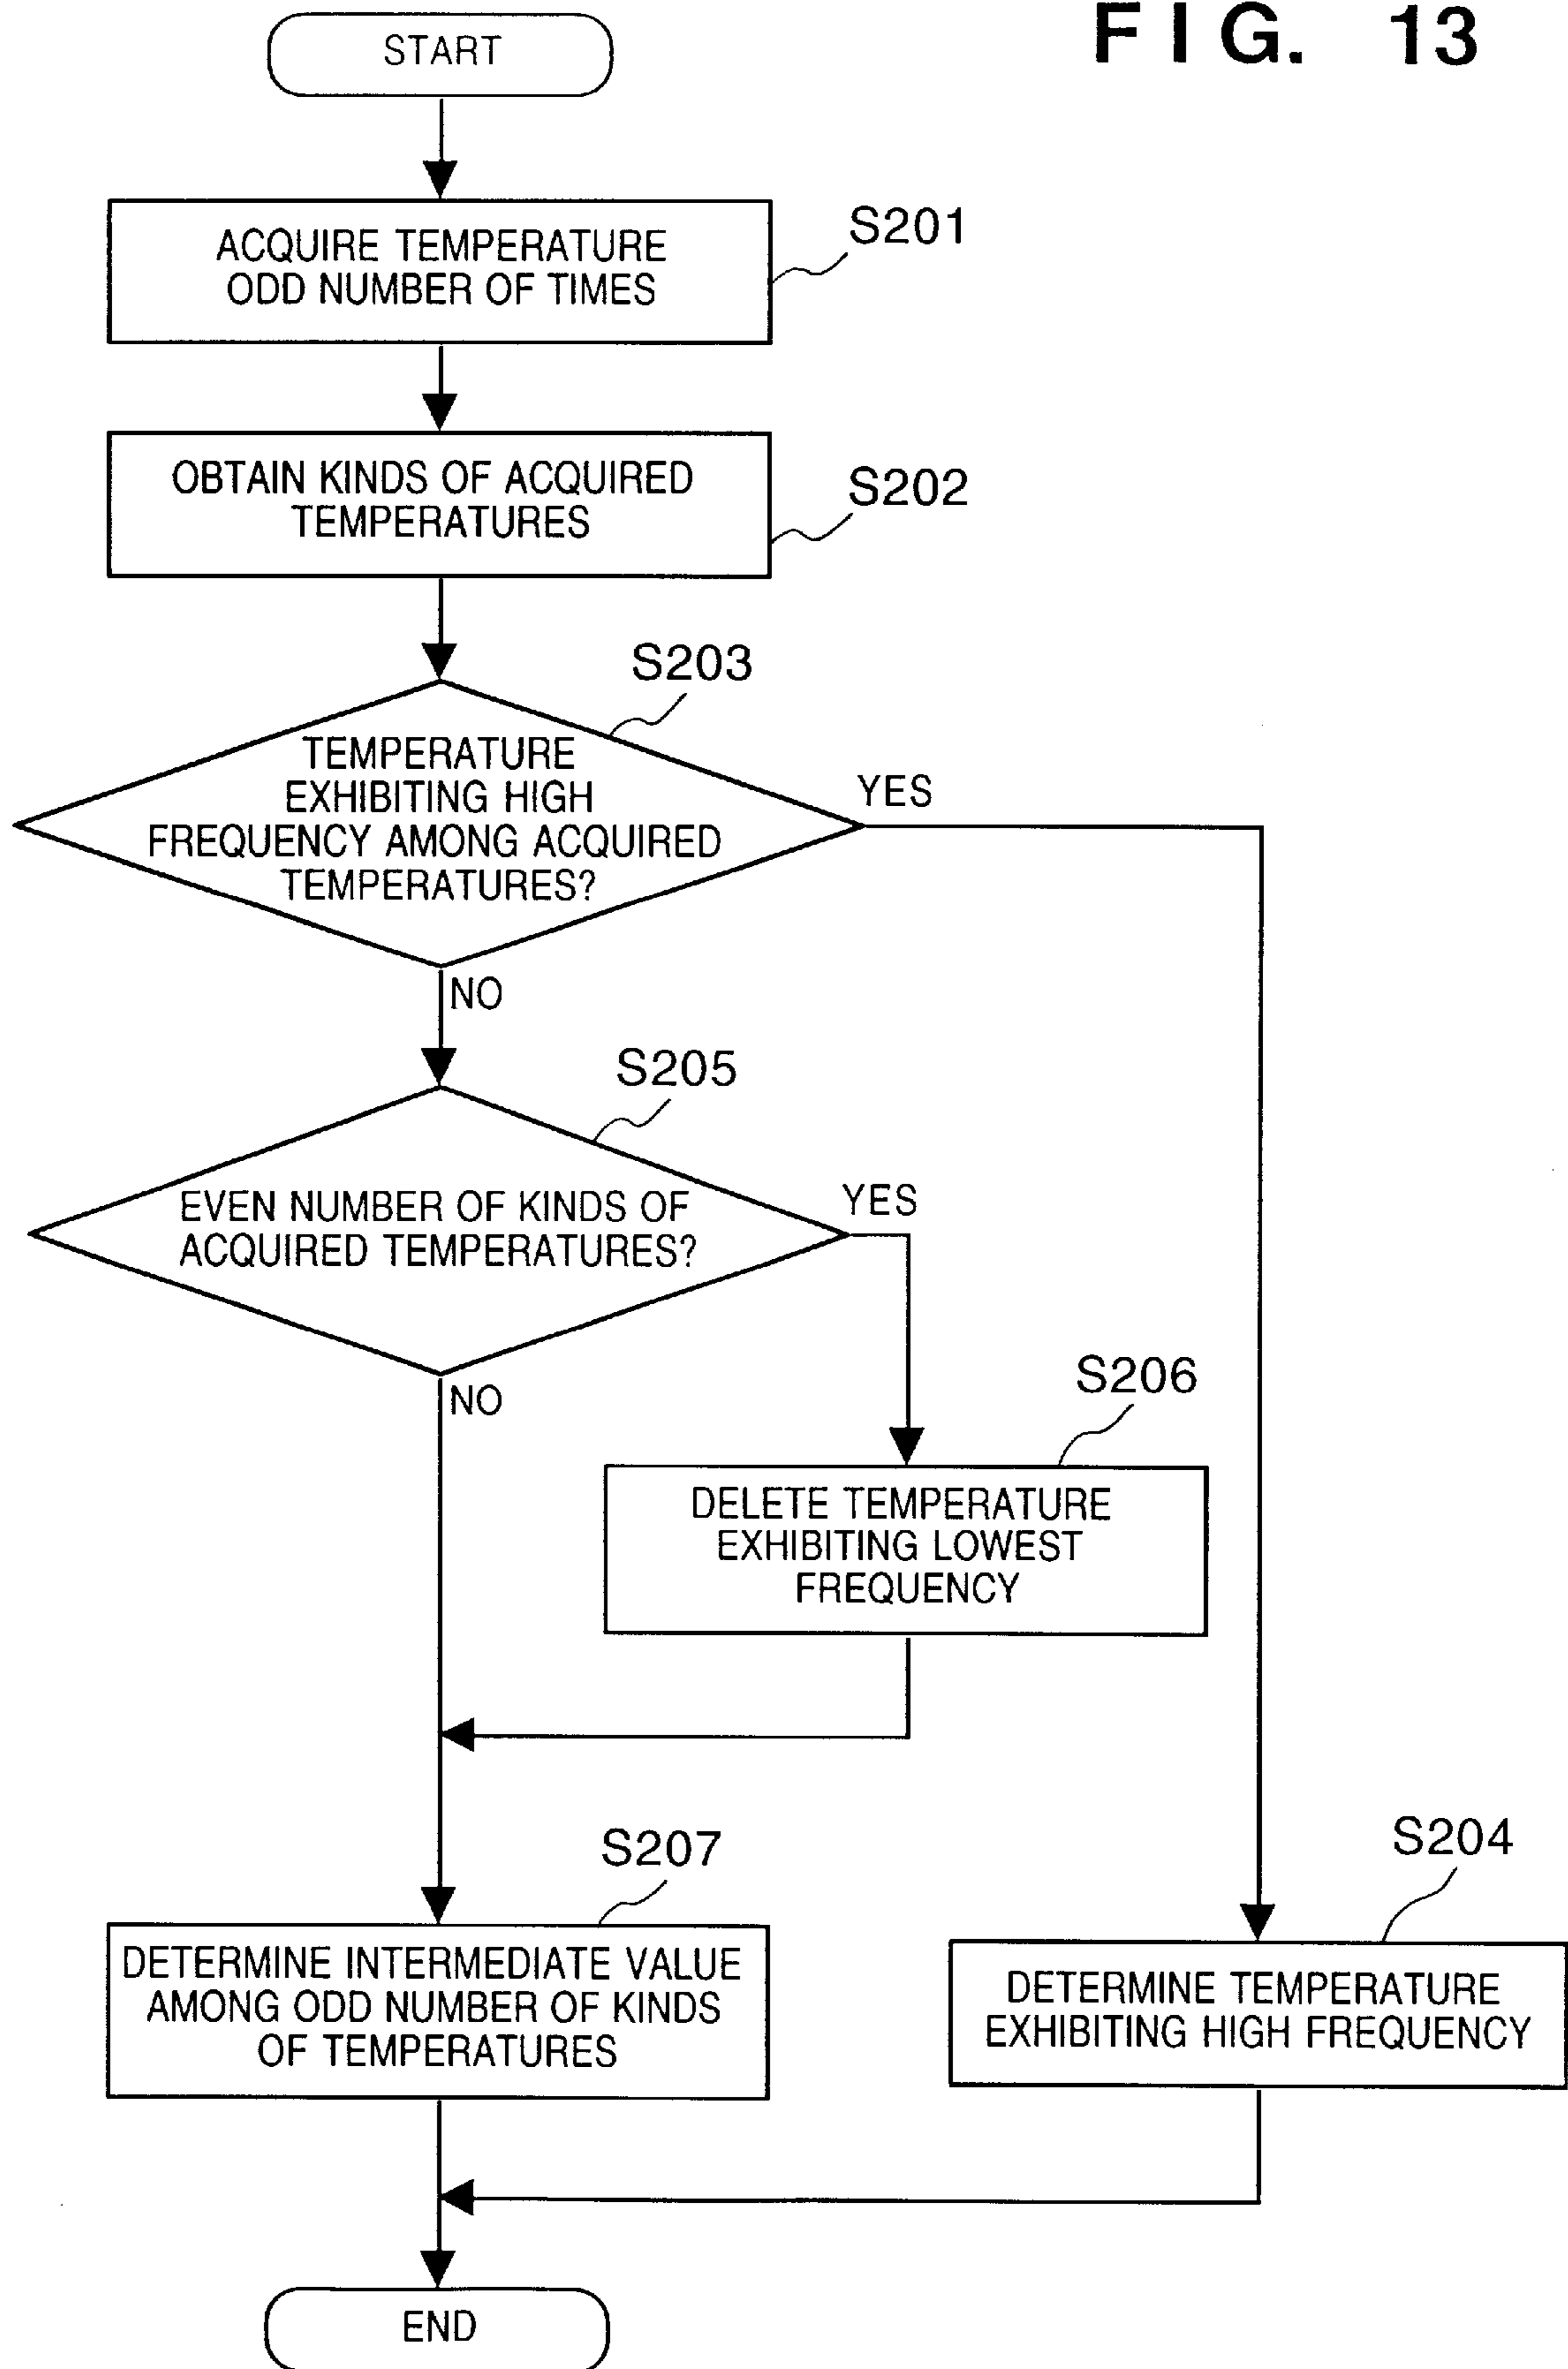 FIG. 13
START
ACQUIRE TEMPERATURE
ODD NUMBER OF TIMES
S201
OBTAIN KINDS OF ACQUIRED
TEMPERATURES
S202
S203
TEMPERATURE
EXHIBITING HIGH
FREQUENCY AMONG ACQUIRED
TEMPERATURES?
YES
NO
S205
EVEN NUMBER OF KINDS OF
ACQUIRED TEMPERATURES?
YES
NO
S206
DELETE TEMPERATURE
EXHIBITING LOWEST
FREQUENCY
S207
DETERMINE INTERMEDIATE VALUE
AMONG ODD NUMBER OF KINDS
OF TEMPERATURES
S204
DETERMINE TEMPERATURE
EXHIBITING HIGH FREQUENCY
END